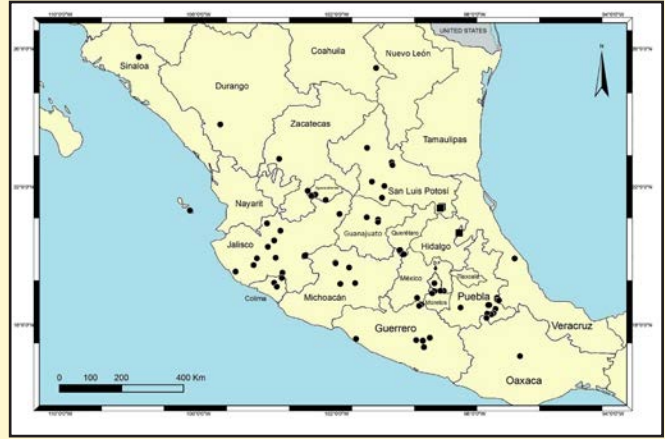 UNITED STATES
Coahuila
Nuevo León
Sinaloa
Durango
Zacatecas
Tamaulipas
San Luis Potosí
Nayarit
Guanajuato
Querétaro
Hidalgo
Jalisco
México
Tlaxcala
Colima
Michoacán
Morelos
Puebla
Veracruz
Guerrero
Oaxaca
N
0 100 200 400 Km